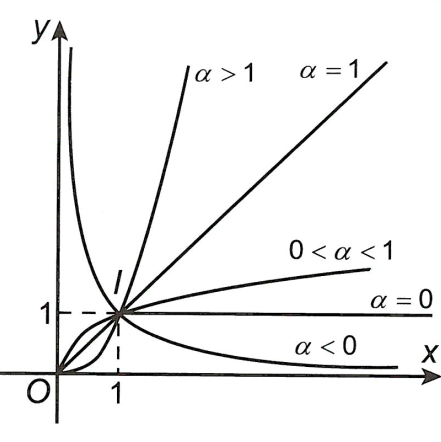 y
α > 1
α = 1
0 < α < 1
I
1
α = 0
α < 0
x
O
1